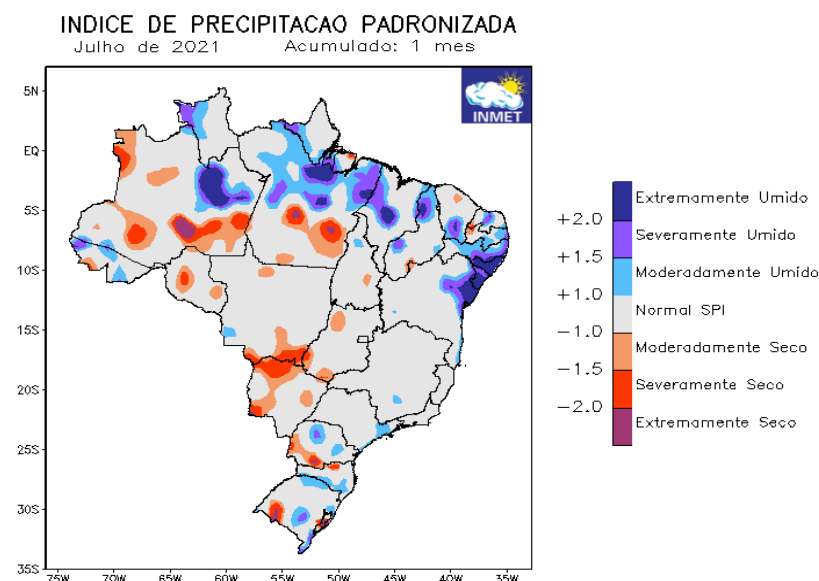 INDICE DE PRECIPITACAO PADRONIZADA
Julho de 2021 Acumulado: 1 mes
INMET
5N
EQ
5S
10S
15S
20S
25S
30S
35S
75W 70W 65W 60W 55W 50W 45W 40W 35W
Extremamente Umido
+2.0
Severamente Umido
+1.5
Moderadamente Umido
+1.0
Normal SPI
−1.0
Moderadamente Seco
−1.5
Severamente Seco
−2.0
Extremamente Seco